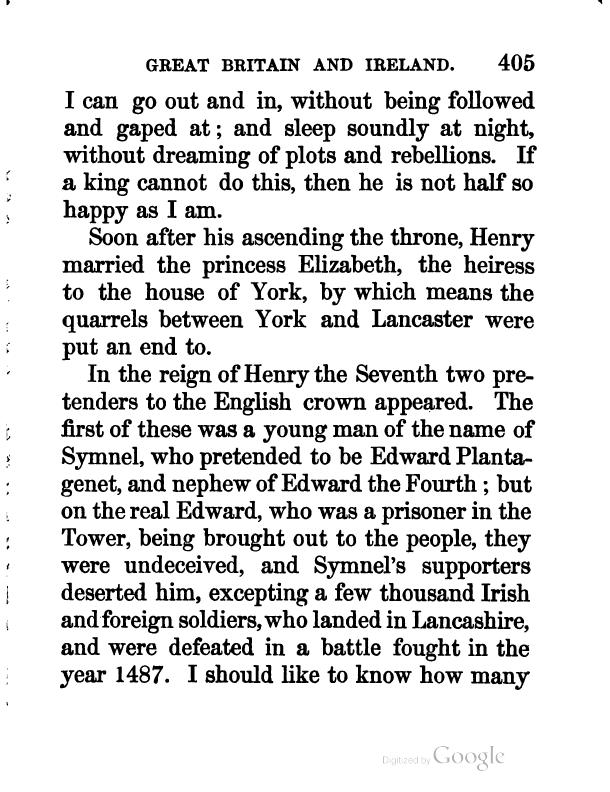 GREAT BRITAIN AND IRELAND. 405
I can go out and in, without being followed
and gaped at; and sleep soundly at night,
without dreaming of plots and rebellions. If
a king cannot do this, then he is not half so
happy as I am.
Soon after his ascending the throne, Henry
married the princess Elizabeth, the heiress
to the house of York, by which means the
quarrels between York and Lancaster were
put an end to.
In the reign of Henry the Seventh two pre-
tenders to the English crown appeared. The
first of these was a young man of the name of
Symnel, who pretended to be Edward Planta-
genet, and nephew of Edward the Fourth; but
on the real Edward, who was a prisoner in the
Tower, being brought out to the people, they
were undeceived, and Symnel's supporters
deserted him, excepting a few thousand Irish
and foreign soldiers, who landed in Lancashire,
and were defeated in a battle fought in the
year 1487. I should like to know how many
Digitized by Google